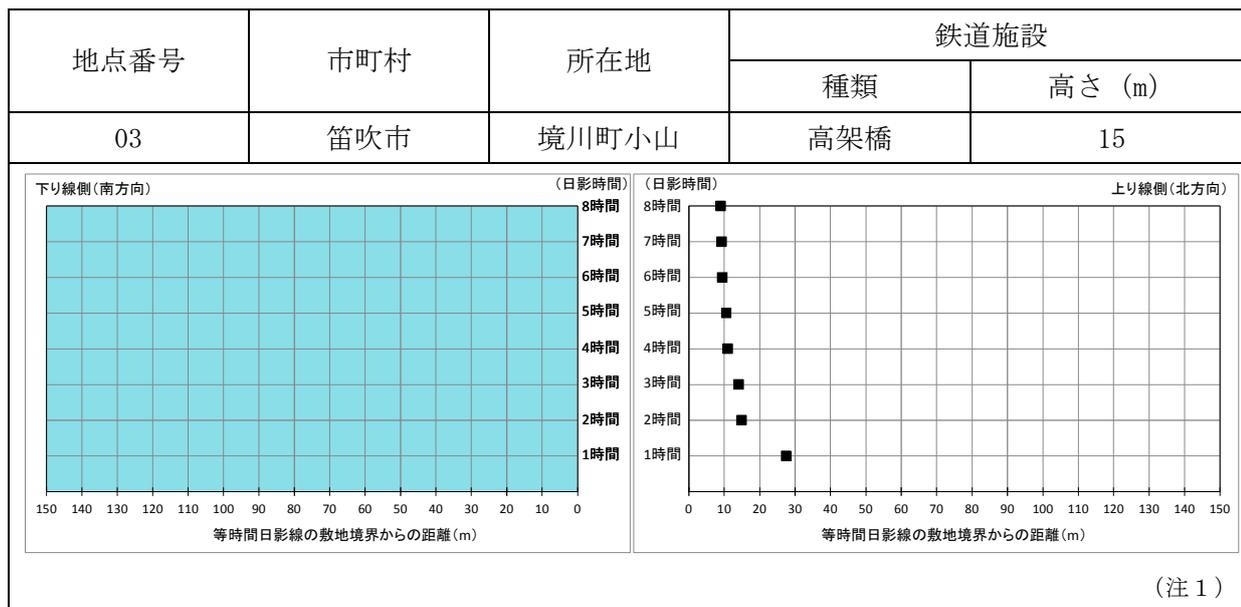 地点番号 市町村 所在地 鉄道施設
種類 高さ (m)
03 笛吹市 境川町小山 高架橋 15
下り線側(南方向) (日影時間)
8時間
7時間
6時間
5時間
4時間
3時間
2時間
1時間
150 140 130 120 110 100 90 80 70 60 50 40 30 20 10 0
等時間日影線の敷地境界からの距離(m)
(日影時間) 上り線側(北方向)
8時間
7時間
6時間
5時間
4時間
3時間
2時間
1時間
0 10 20 30 40 50 60 70 80 90 100 110 120 130 140 150
等時間日影線の敷地境界からの距離(m)
(注1)